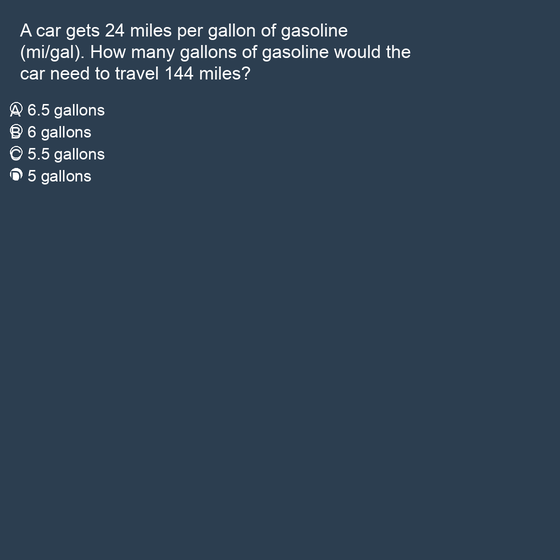 A car gets 24 miles per gallon of gasoline
(mi/gal). How many gallons of gasoline would the
car need to travel 144 miles?
A 6.5 gallons
B 6 gallons
C 5.5 gallons
D 5 gallons